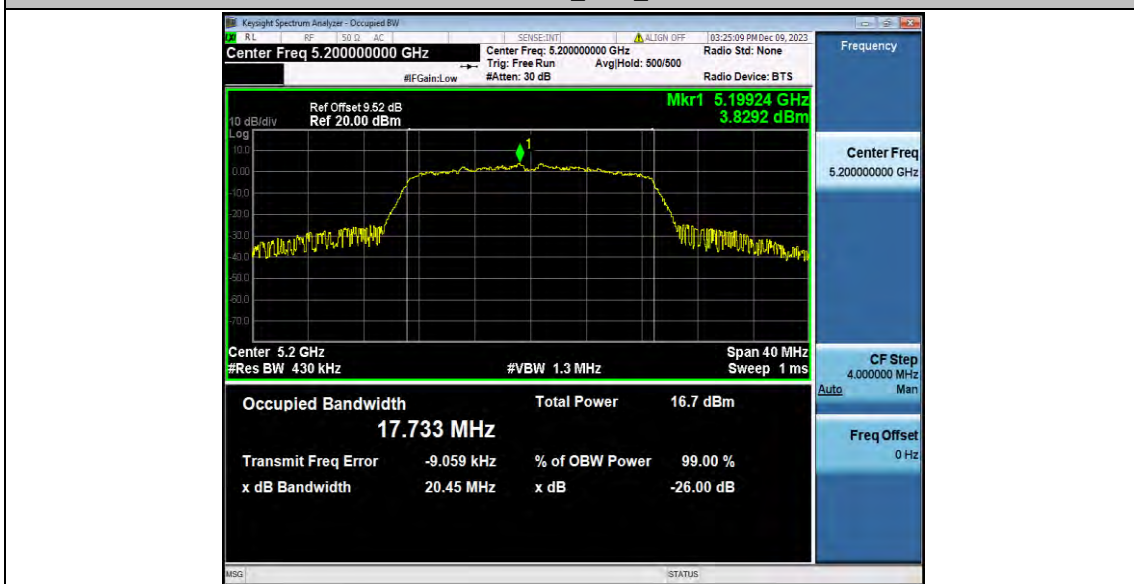 Keysight Spectrum Analyzer - Occupied BW
RL RF 50 Ω AC SENSE:INT ALIGN OFF 03:25:09 PM Dec 09, 2023
Center Freq 5.200000000 GHz
Center Freq: 5.200000000 GHz
Radio Std: None
Trig: Free Run Avg|Hold: 500/500
#IFGain:Low
#Atten: 30 dB
Radio Device: BTS
Frequency
Mkr1 5.19924 GHz
3.8292 dBm
Ref Offset 9.52 dB
10 dB/div Ref 20.00 dBm
Log
10.0
0.00
-10.0
-20.0
-30.0
-40.0
-50.0
-60.0
-70.0
1
Center 5.2 GHz
Span 40 MHz
#Res BW 430 kHz
#VBW 1.3 MHz
Sweep 1 ms
Center Freq
5.200000000 GHz
CF Step
4.000000 MHz
Auto Man
Freq Offset
0 Hz
Occupied Bandwidth
17.733 MHz
Total Power 16.7 dBm
Transmit Freq Error -9.059 kHz
% of OBW Power 99.00 %
x dB Bandwidth 20.45 MHz
x dB -26.00 dB
MSG
STATUS